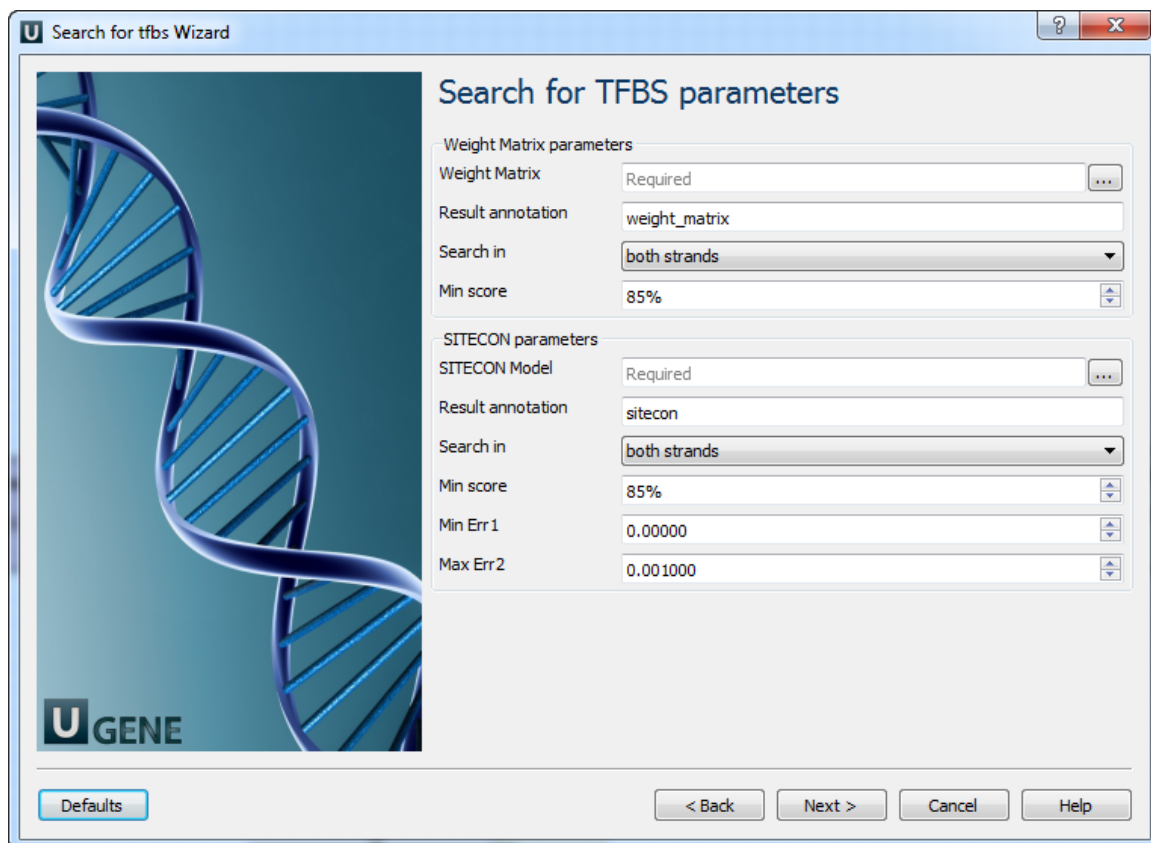 U Search for tfbs Wizard
Search for TFBS parameters
Weight Matrix parameters
Weight Matrix Required ...
Result annotation weight_matrix
Search in both strands
Min score 85%
SITECON parameters
SITECON Model Required ...
Result annotation sitecon
Search in both strands
Min score 85%
Min Err1 0.00000
Max Err2 0.001000
U GENE
Defaults < Back Next > Cancel Help